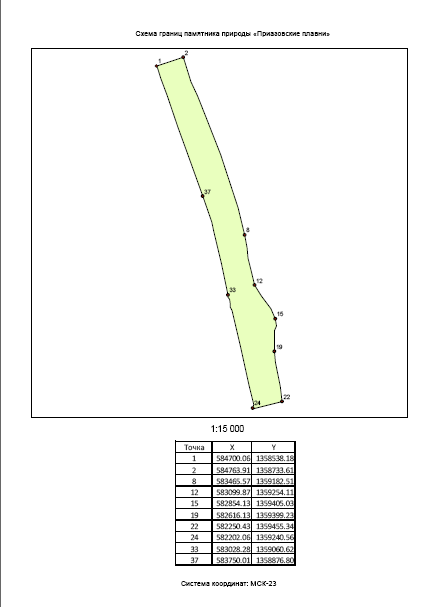 Схема границ памятника природы «Приазовские плавни»
1
2
37
8
12
33
15
19
22
24
1:15 000
Точка X Y
1 584700.06 1358538.18
2 584763.91 1358733.61
8 583465.57 1359182.51
12 583099.87 1359254.11
15 582854.13 1359405.03
19 582616.13 1359399.23
22 582250.43 1359455.34
24 582202.06 1359240.56
33 583028.28 1359060.62
37 583750.01 1358876.80
Система координат: МСК-23